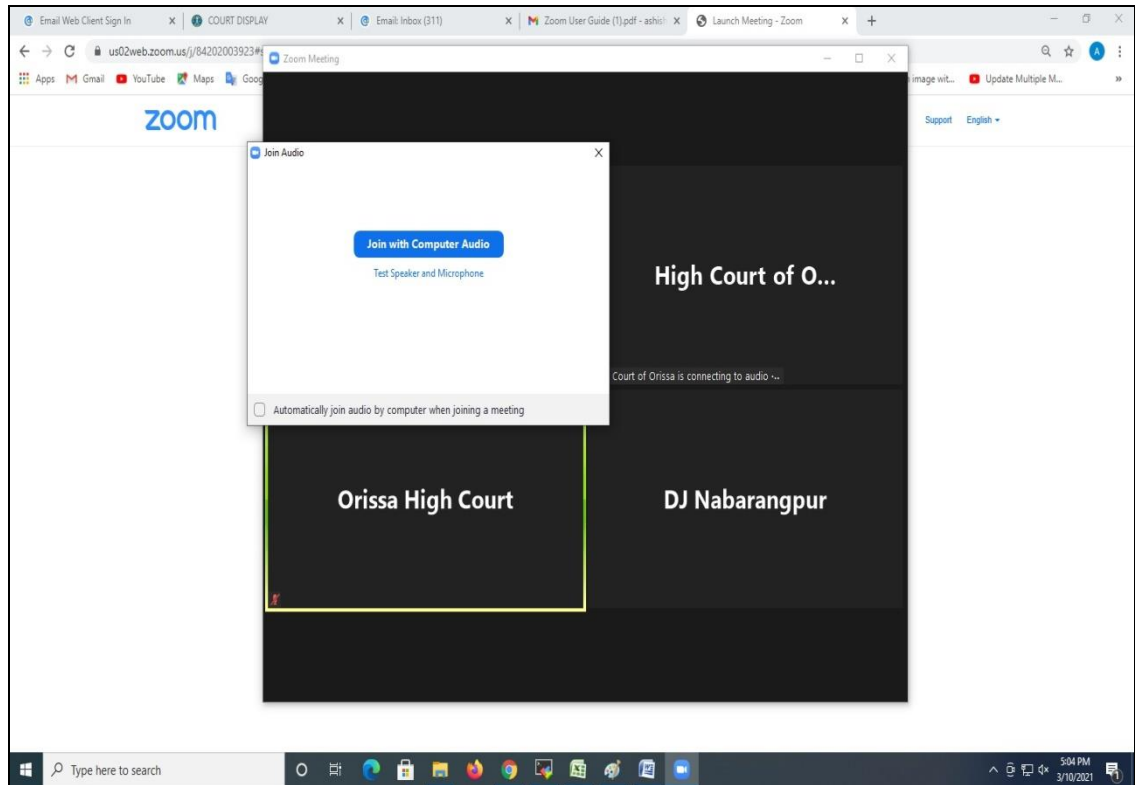 Email Web Client Sign In
COURT DISPLAY
Email: Inbox (311)
Zoom User Guide (1).pdf - ashish
Launch Meeting - Zoom
us02web.zoom.us/j/84202003923#s
Apps
Gmail
YouTube
Maps
Goog
image wit...
Update Multiple M...
»
A
Zoom Meeting
zoom
Support
English
Join Audio
Join with Computer Audio
Test Speaker and Microphone
Automatically join audio by computer when joining a meeting
High Court of O...
Court of Orissa is connecting to audio ·...
Orissa High Court
DJ Nabarangpur
Type here to search
5:04 PM
3/10/2021
1